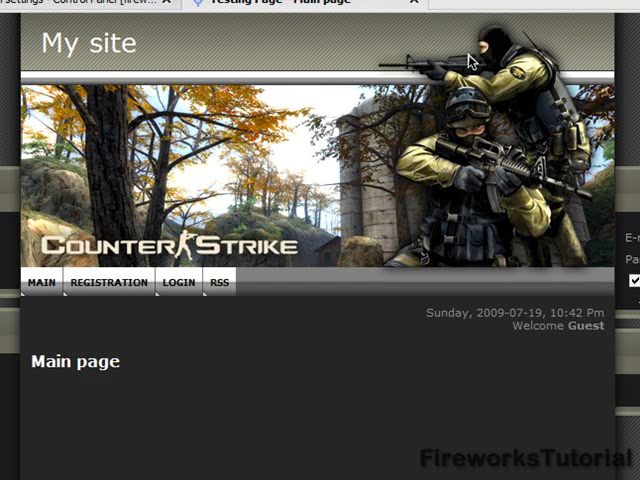 Testing Page - Main page
My site
COUNTER STRIKE
MAIN REGISTRATION LOGIN RSS
Sunday, 2009-07-19, 10:42 Pm
Welcome Guest
Main page
FireworksTutorial